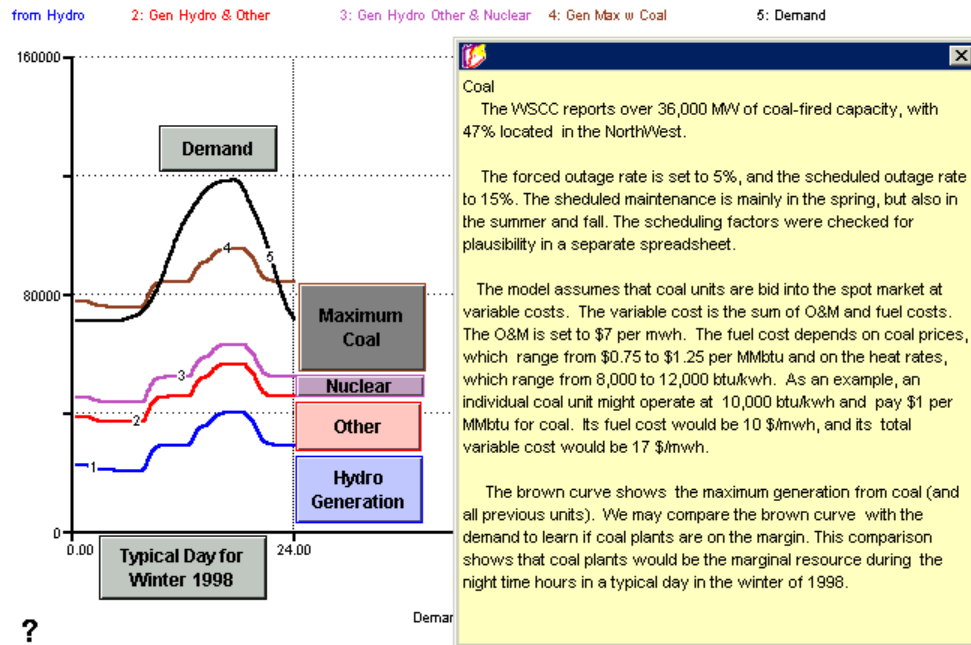 from Hydro 2: Gen Hydro & Other 3: Gen Hydro Other & Nuclear 4: Gen Max w Coal 5: Demand
160000
80000
0
0.00 24.00
Demand
4
5
3
2
1
Maximum
Coal
Nuclear
Other
Hydro
Generation
Typical Day for
Winter 1998
Demar
?
Coal
The WSCC reports over 36,000 MW of coal-fired capacity, with
47% located in the NorthWest.
The forced outage rate is set to 5%, and the scheduled outage rate
to 15%. The sheduled maintenance is mainly in the spring, but also in
the summer and fall. The scheduling factors were checked for
plausibility in a separate spreadsheet.
The model assumes that coal units are bid into the spot market at
variable costs. The variable cost is the sum of O&M and fuel costs.
The O&M is set to $7 per mwh. The fuel cost depends on coal prices,
which range from $0.75 to $1.25 per MMbtu and on the heat rates,
which range from 8,000 to 12,000 btu/kwh. As an example, an
individual coal unit might operate at 10,000 btu/kwh and pay $1 per
MMbtu for coal. Its fuel cost would be 10 $/mwh, and its total
variable cost would be 17 $/mwh.
The brown curve shows the maximum generation from coal (and
all previous units). We may compare the brown curve with the
demand to learn if coal plants are on the margin. This comparison
shows that coal plants would be the marginal resource during the
night time hours in a typical day in the winter of 1998.